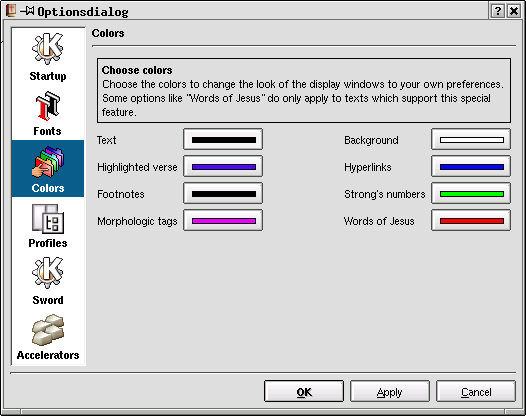 Optionsdialog
Colors
Startup
Fonts
Colors
Profiles
Sword
Accelerators
Choose colors
Choose the colors to change the look of the display windows to your own preferences.
Some options like "Words of Jesus" do only apply to texts which support this special
feature.
Text
Background
Highlighted verse
Hyperlinks
Footnotes
Strong's numbers
Morphologic tags
Words of Jesus
OK
Apply
Cancel